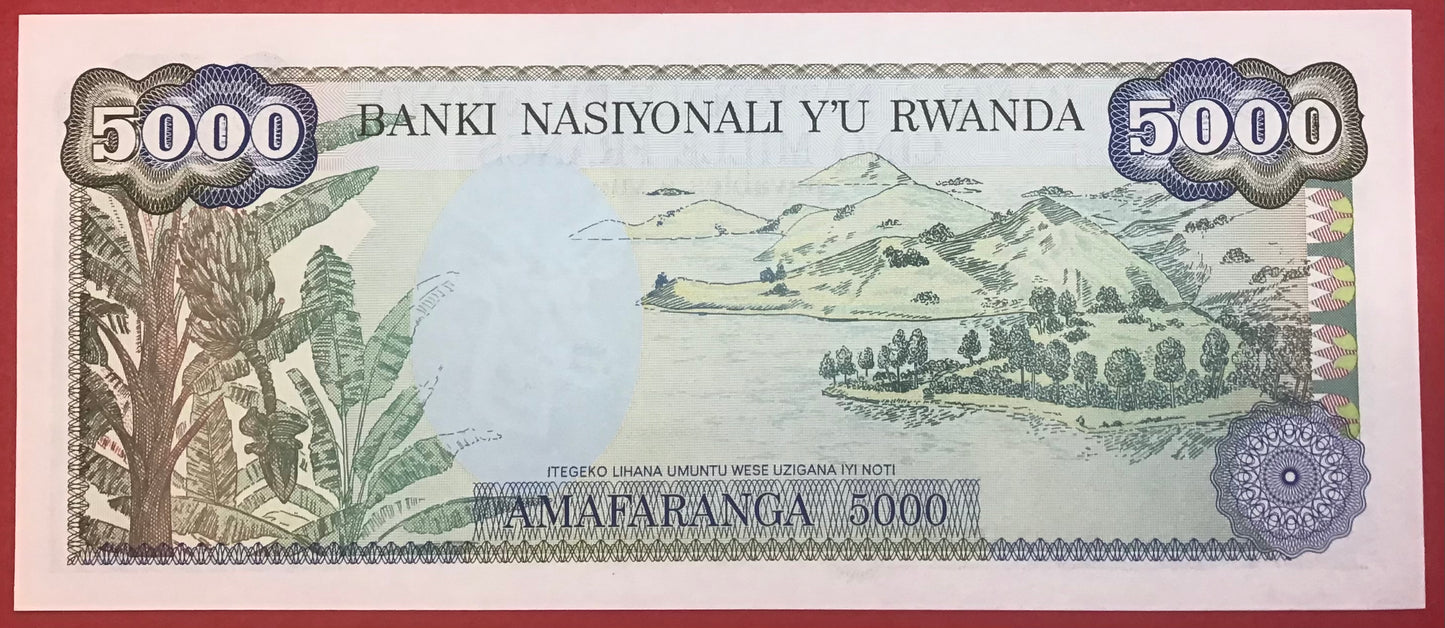 5000 BANKI NASIYONALI Y'U RWANDA 5000
ITEGEKO LIHANA UMUNTU WESE UZIGANA IYI NOTI
AMAFARANGA 5000